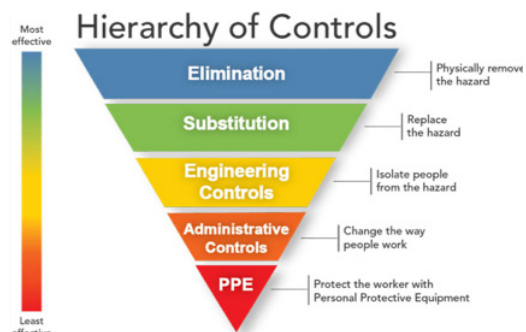 Hierarchy of Controls
Most
effective
Elimination
Physically remove
the hazard
Substitution
Replace
the hazard
Engineering
Controls
Isolate people
from the hazard
Administrative
Controls
Change the way
people work
PPE
Protect the worker with
Personal Protective Equipment
Least
effective